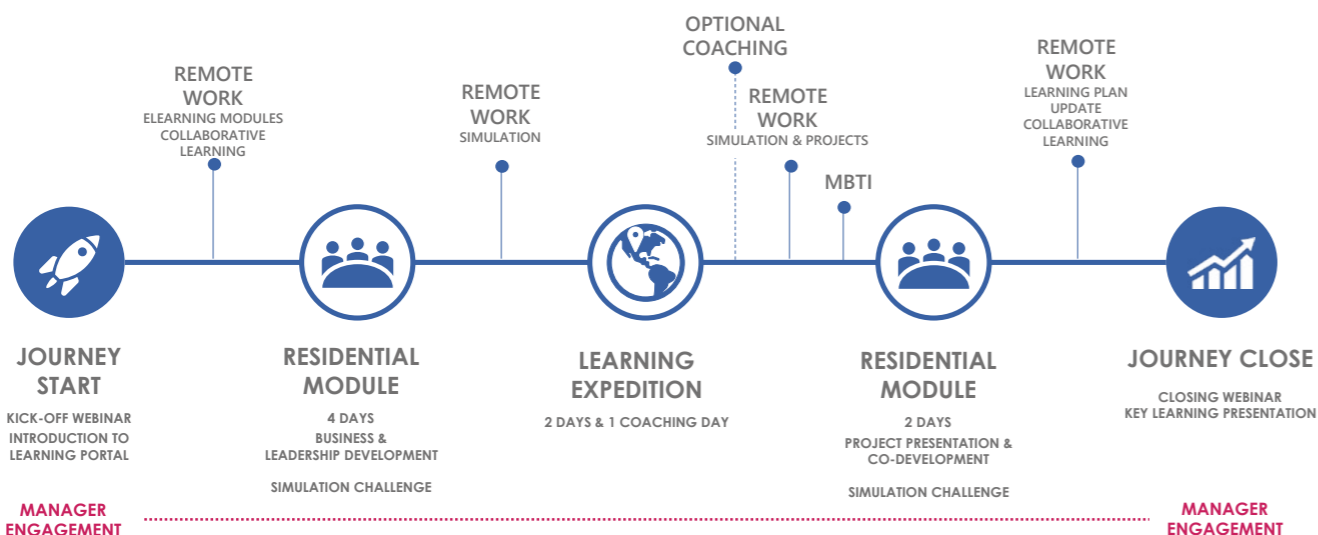 OPTIONAL
COACHING
REMOTE
WORK
ELEARNING MODULES
COLLABORATIVE
LEARNING
REMOTE
WORK
SIMULATION
REMOTE
WORK
SIMULATION & PROJECTS
MBTI
REMOTE
WORK
LEARNING PLAN
UPDATE
COLLABORATIVE
LEARNING
JOURNEY
START
KICK-OFF WEBINAR
INTRODUCTION TO
LEARNING PORTAL
RESIDENTIAL
MODULE
4 DAYS
BUSINESS &
LEADERSHIP DEVELOPMENT
SIMULATION CHALLENGE
LEARNING
EXPEDITION
2 DAYS & 1 COACHING DAY
RESIDENTIAL
MODULE
2 DAYS
PROJECT PRESENTATION &
CO-DEVELOPMENT
SIMULATION CHALLENGE
JOURNEY CLOSE
CLOSING WEBINAR
KEY LEARNING PRESENTATION
MANAGER
ENGAGEMENT
MANAGER
ENGAGEMENT